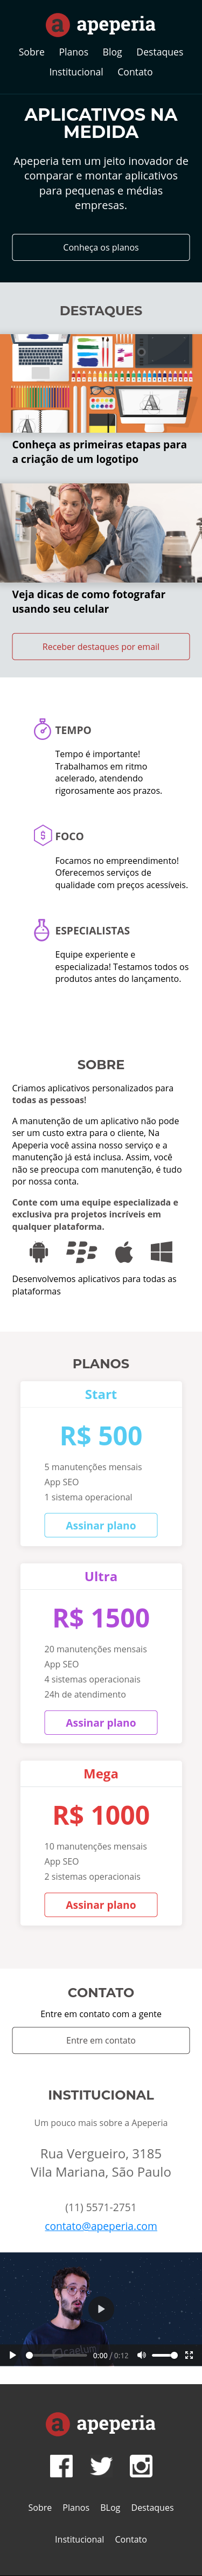 apeperia
Sobre Planos Blog Destaques
Institucional Contato
APLICATIVOS NA
MEDIDA
Apeperia tem um jeito inovador de
comparar e montar aplicativos
para pequenas e médias
empresas.
Conheça os planos
DESTAQUES
Conheça as primeiras etapas para
a criação de um logotipo
Veja dicas de como fotografar
usando seu celular
Receber destaques por email
TEMPO
Tempo é importante!
Trabalhamos em ritmo
acelerado, atendendo
rigorosamente aos prazos.
FOCO
Focamos no empreendimento!
Oferecemos serviços de
qualidade com preços acessíveis.
ESPECIALISTAS
Equipe experiente e
especializada! Testamos todos os
produtos antes do lançamento.
SOBRE
Criamos aplicativos personalizados para
todas as pessoas!
A manutenção de um aplicativo não pode
ser um custo extra para o cliente, Na
Apeperia você assina nosso serviço e a
manutenção já está inclusa. Assim, você
não se preocupa com manutenção, é tudo
por nossa conta.
Conte com uma equipe especializada e
exclusiva pra projetos incríveis em
qualquer plataforma.
Desenvolvemos aplicativos para todas as
plataformas
PLANOS
Start
R$ 500
5 manutenções mensais
App SEO
1 sistema operacional
Assinar plano
Ultra
R$ 1500
20 manutenções mensais
App SEO
4 sistemas operacionais
24h de atendimento
Assinar plano
Mega
R$ 1000
10 manutenções mensais
App SEO
2 sistemas operacionais
Assinar plano
CONTATO
Entre em contato com a gente
Entre em contato
INSTITUCIONAL
Um pouco mais sobre a Apeperia
Rua Vergueiro, 3185
Vila Mariana, São Paulo
(11) 5571-2751
contato@apeperia.com
caelum
0:00 / 0:12
apeperia
Sobre Planos BLog Destaques
Institucional Contato